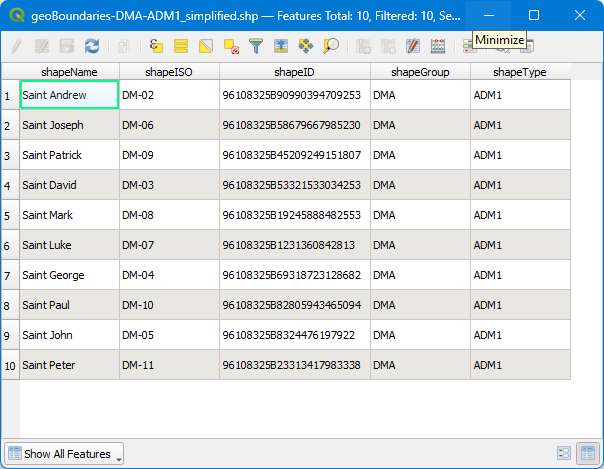 geoBoundaries-DMA-ADM1_simplified.shp — Features Total: 10, Filtered: 10, Se...
Minimize
shapeName shapeISO shapeID shapeGroup shapeType
1 Saint Andrew DM-02 96108325B90990394709253 DMA ADM1
2 Saint Joseph DM-06 96108325B58679667985230 DMA ADM1
3 Saint Patrick DM-09 96108325B45209249151807 DMA ADM1
4 Saint David DM-03 96108325B53321533034253 DMA ADM1
5 Saint Mark DM-08 96108325B19245888482553 DMA ADM1
6 Saint Luke DM-07 96108325B1231360842813 DMA ADM1
7 Saint George DM-04 96108325B69318723128682 DMA ADM1
8 Saint Paul DM-10 96108325B82805943465094 DMA ADM1
9 Saint John DM-05 96108325B8324476197922 DMA ADM1
10 Saint Peter DM-11 96108325B23313417983338 DMA ADM1
Show All Features